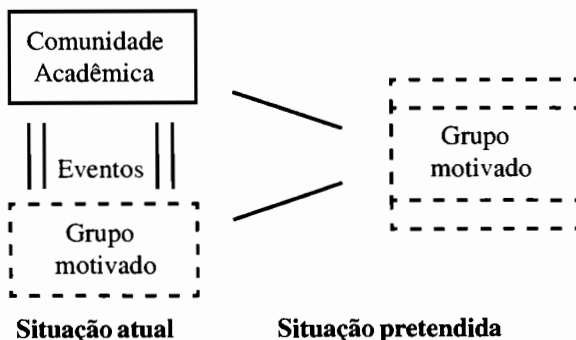 Comunidade
Acadêmica
Eventos
Grupo
motivado
Grupo
motivado
Situação atual
Situação pretendida